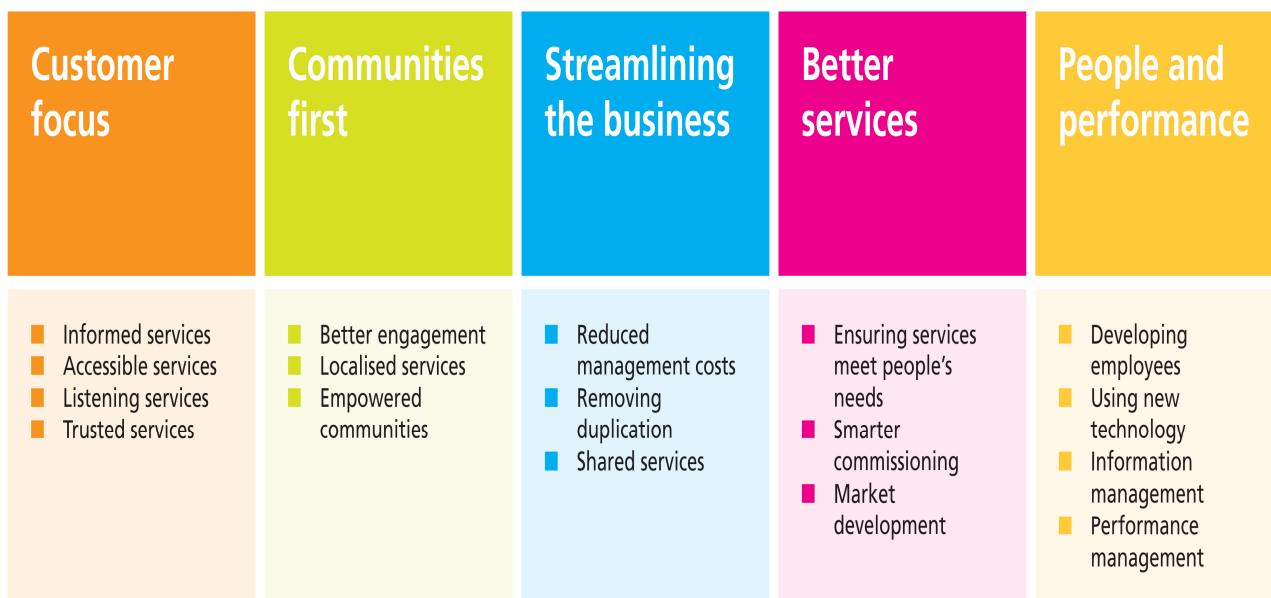 Customer
focus
Informed services
Accessible services
Listening services
Trusted services
Communities
first
Better engagement
Localised services
Empowered
communities
Streamlining
the business
Reduced
management costs
Removing
duplication
Shared services
Better
services
Ensuring services
meet people’s
needs
Smarter
commissioning
Market
development
People and
performance
Developing
employees
Using new
technology
Information
management
Performance
management